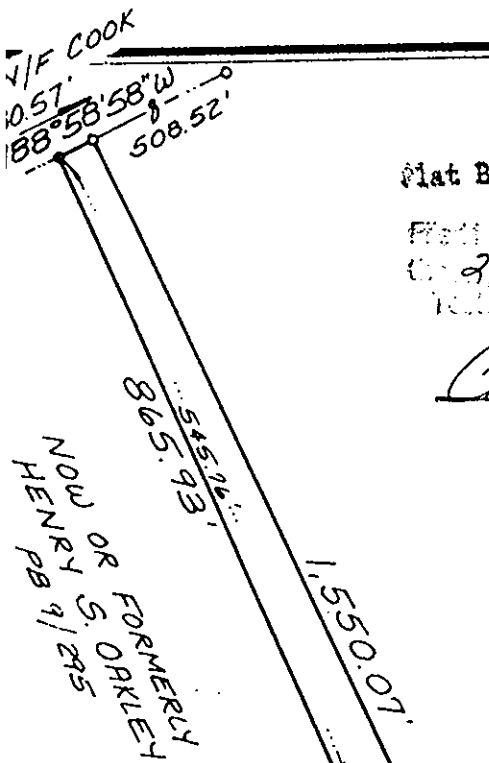 N/F COOK
0.57'
88°58'58"W
508.52'
Plat B
865.93'
545.76'
1,550.07'
NOW OR FORMERLY
HENRY S. OAKLEY
PB 9/295